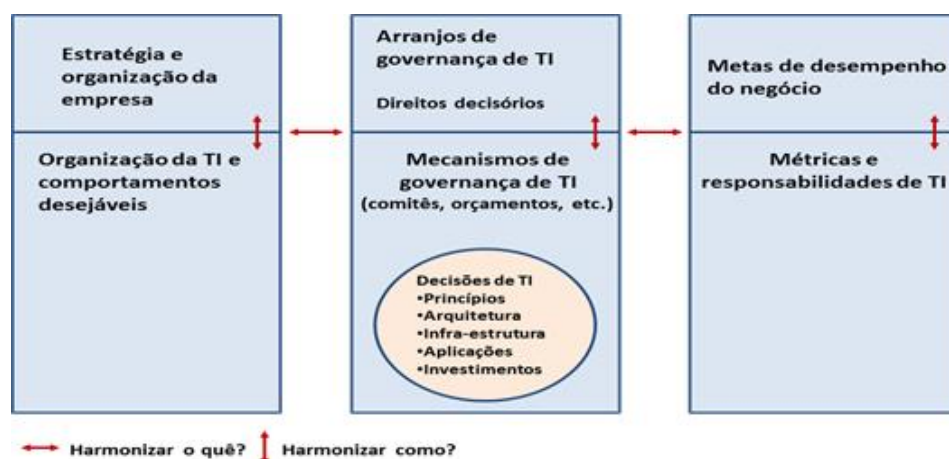 Estratégia e
organização da
empresa
Organização da TI e
comportamentos
desejáveis
Arranjos de
governança de TI
Direitos decisórios
Mecanismos de
governança de TI
(comitês, orçamentos, etc.)
Decisões de TI
•Princípios
•Arquitetura
•Infra-estrutura
•Aplicações
•Investimentos
Metas de desempenho
do negócio
Métricas e
responsabilidades de TI
Harmonizar o quê? Harmonizar como?